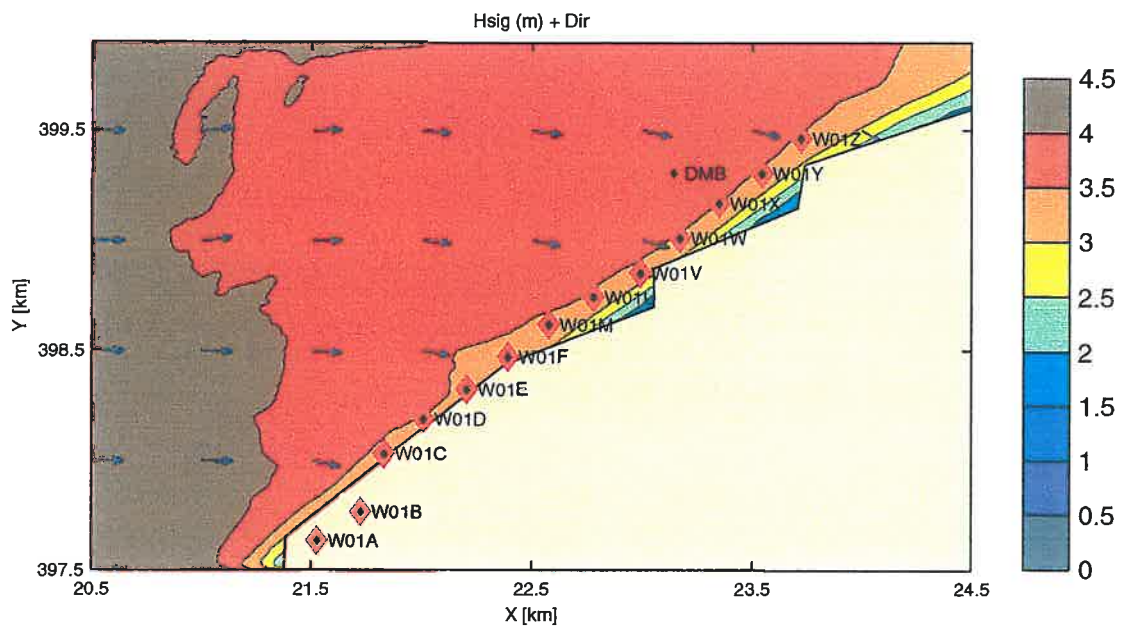 Hsig (m) + Dir
4.5
4
3.5
3
2.5
2
1.5
1
0.5
0
399.5
398.5
397.5
Y [km]
W01Z
DMB
W01Y
W01X
W01W
W01V
W01U
W01M
W01F
W01E
W01D
W01C
W01B
W01A
20.5
21.5
22.5
23.5
24.5
X [km]